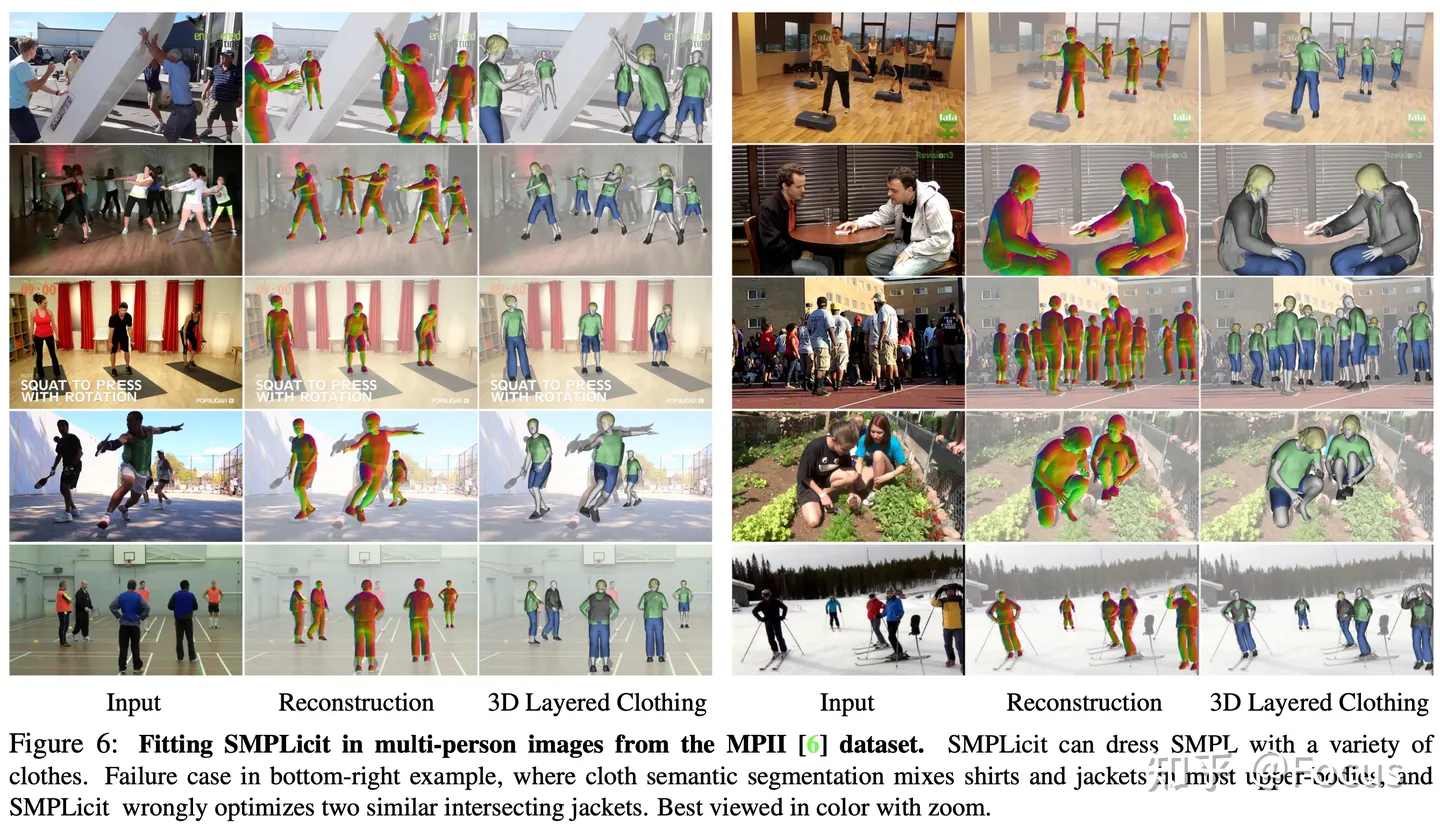 09:00
SQUAT TO PRESS
WITH ROTATION
POPSUGAR
SQUAT TO PRESS
WITH ROTATION
SQUAT TO PRESS
WITH ROTATION
lala
lala
lala
Revision3
Revision3
Revision3
Input
Reconstruction
3D Layered Clothing
Input
Reconstruction
3D Layered Clothing
Figure 6: Fitting SMPLicit in multi-person images from the MPII [6] dataset. SMPLicit can dress SMPL with a variety of
clothes. Failure case in bottom-right example, where cloth semantic segmentation mixes shirts and jackets in most upper-bodies, and
SMPLicit wrongly optimizes two similar intersecting jackets. Best viewed in color with zoom.
知乎 @Focus